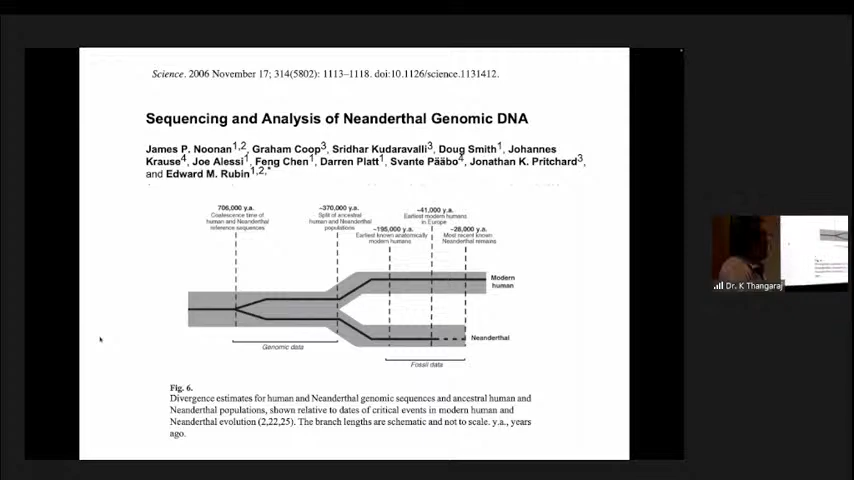 Science. 2006 November 17; 314(5802): 1113–1118. doi:10.1126/science.1131412.
Sequencing and Analysis of Neanderthal Genomic DNA
James P. Noonan1,2, Graham Coop3, Sridhar Kudaravalli3, Doug Smith1, Johannes
Krause4, Joe Alessi1, Feng Chen1, Darren Platt1, Svante Pääbo4, Jonathan K. Pritchard3,
and Edward M. Rubin1,2,*
706,000 y.a.
Coalescence time of
human and Neanderthal
reference sequences
~370,000 y.a.
Split of ancestral
human and Neanderthal
populations
~195,000 y.a.
Earliest known anatomically
modern humans
~41,000 y.a.
Earliest modern humans
in Europe
~28,000 y.a.
Most recent known
Neanderthal remains
Modern
human
Neanderthal
Genomic data
Fossil data
Fig. 6.
Divergence estimates for human and Neanderthal genomic sequences and ancestral human and
Neanderthal populations, shown relative to dates of critical events in modern human and
Neanderthal evolution (2,22,25). The branch lengths are schematic and not to scale. y.a., years
ago.
Dr. K Thangaraj